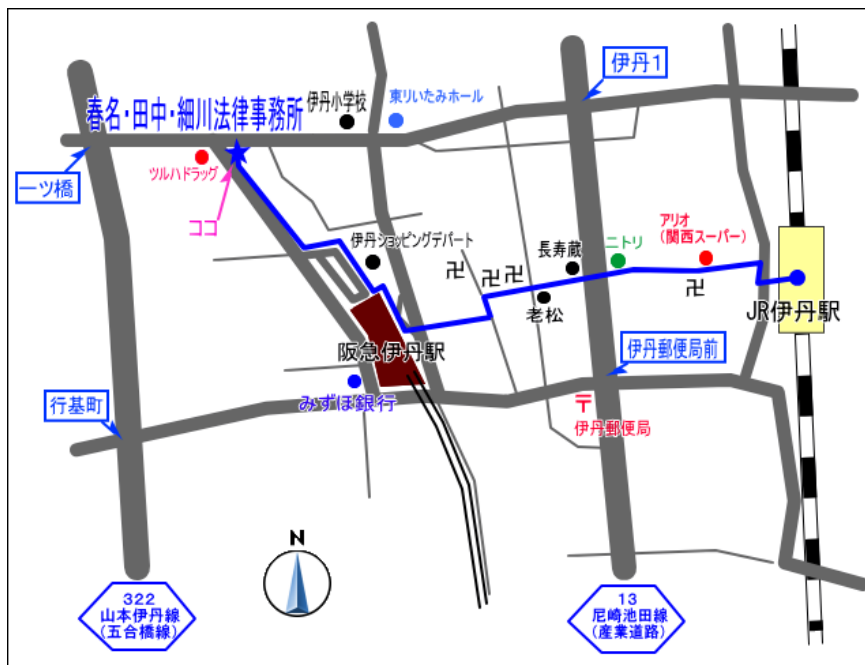 伊丹1
伊丹小学校
東リいたみホール
春名・田中・細川法律事務所
一ツ橋
ツルハドラッグ
ココ
伊丹ショッピングデパート
長寿蔵
ニトリ
アリオ
(関西スーパー)
卍
卍
卍
卍
老松
JR伊丹駅
阪急伊丹駅
伊丹郵便局前
みずほ銀行
行基町
〒
伊丹郵便局
N
322
山本伊丹線
(五合橋線)
13
尼崎池田線
(産業道路)